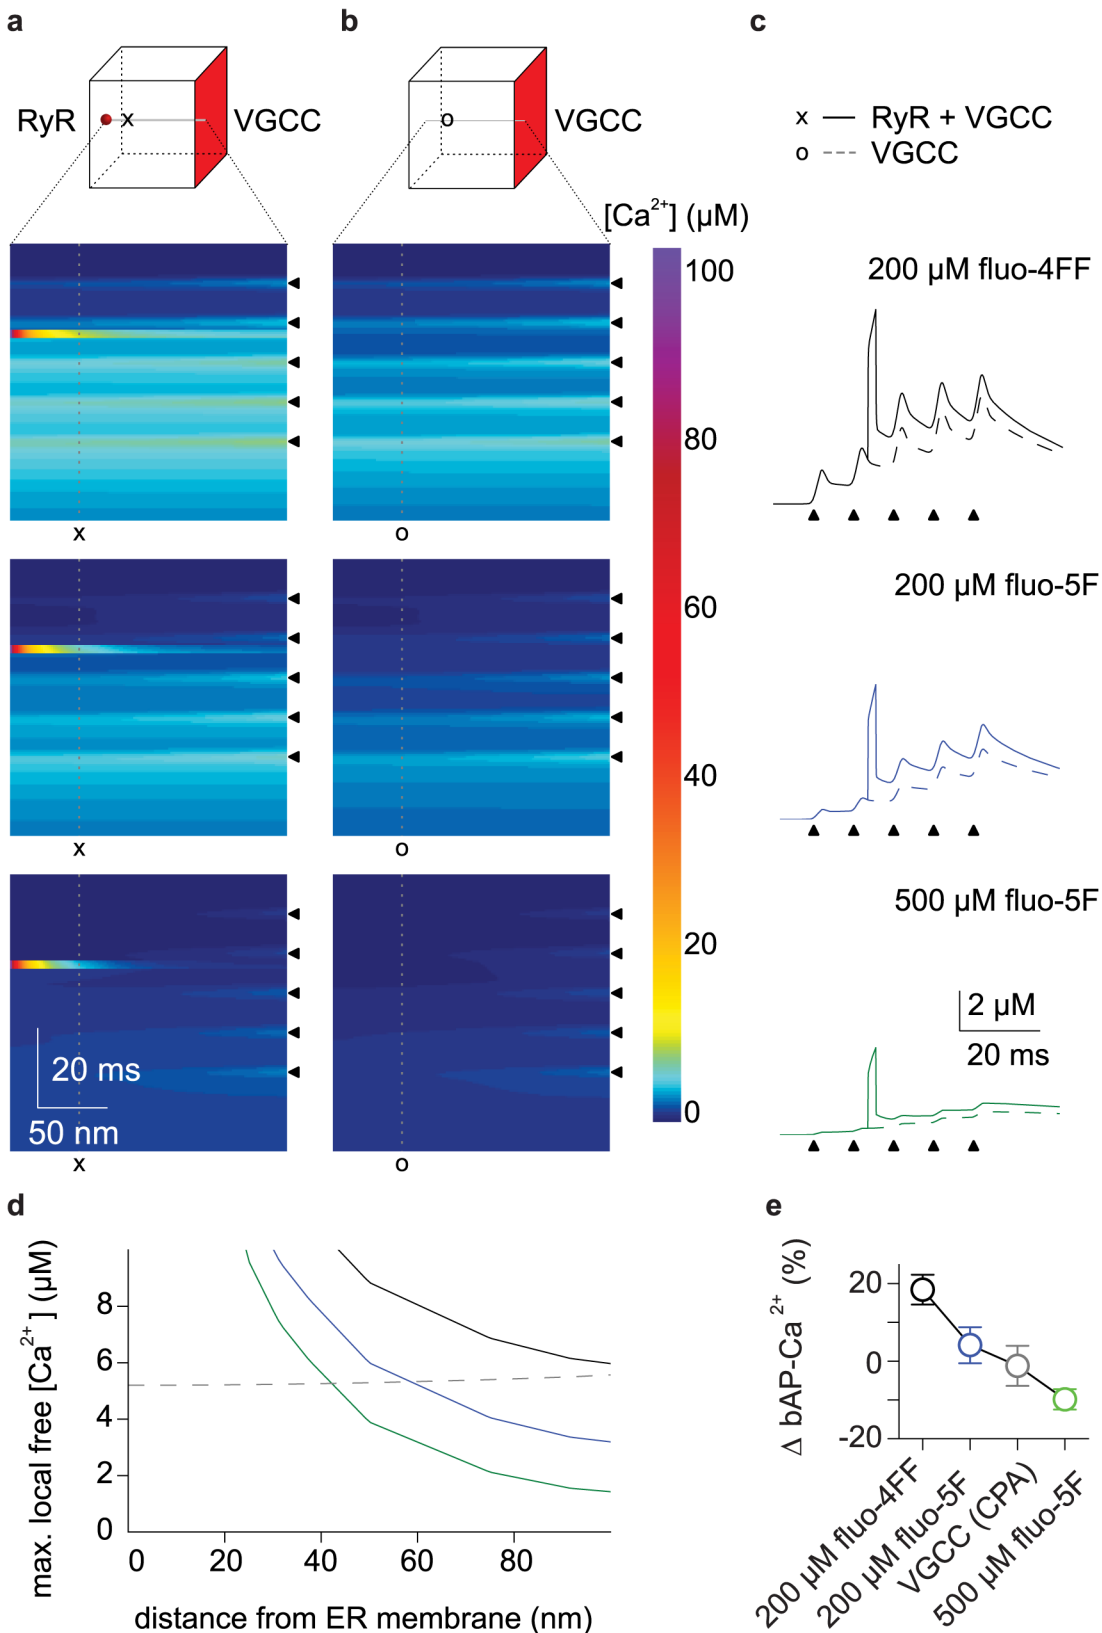 a
b
c
RyR
x
VGCC
o
VGCC
x RyR + VGCC
o VGCC
[Ca2+] (µM)
100
80
60
40
20
0
200 µM fluo-4FF
x
o
200 µM fluo-5F
x
o
500 µM fluo-5F
2 µM
20 ms
20 ms
50 nm
x
o
d
max. local free [Ca2+] (µM)
8
6
4
2
0
0 20 40 60 80
distance from ER membrane (nm)
e
Δ bAP-Ca2+ (%)
20
0
-20
200 µM fluo-4FF
200 µM fluo-5F
VGCC (CPA)
500 µM fluo-5F